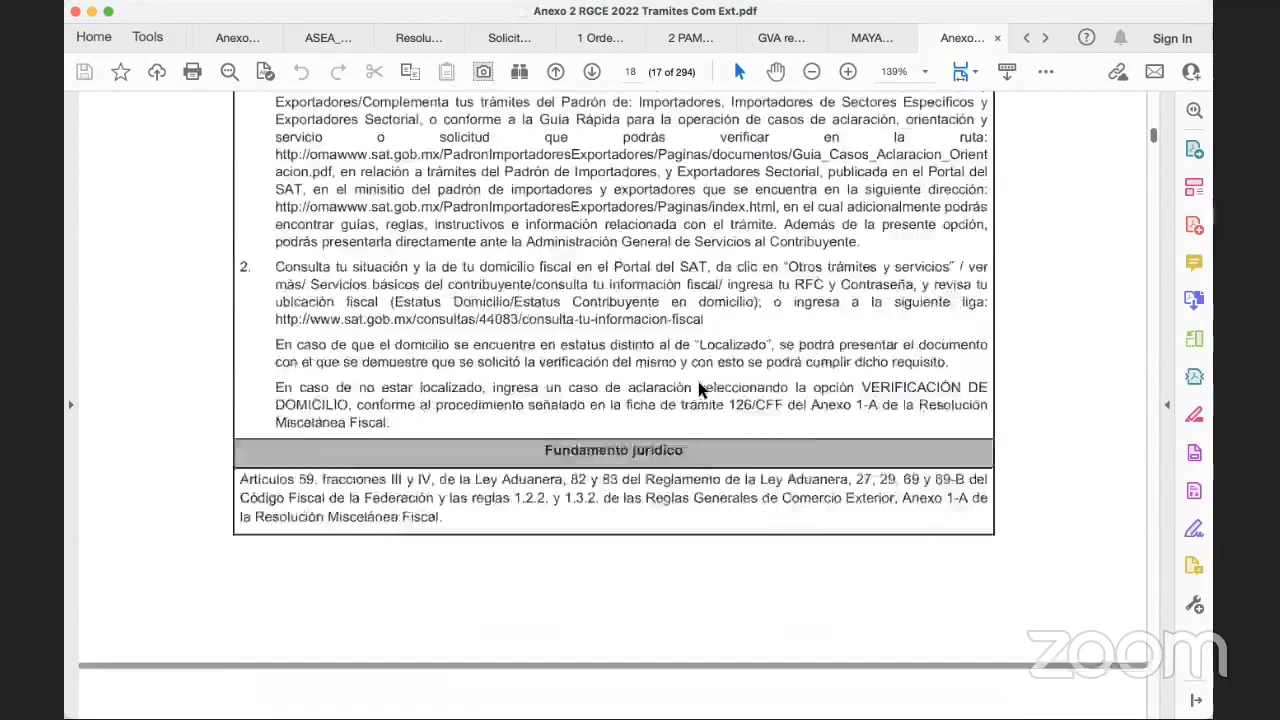 Anexo 2 RGCE 2022 Tramites Com Ext.pdf
Home Tools Anexo... ASEA_... Resolu... Solicit... 1 Orde... 2 PAM... GVA re... MAYA... Anexo... × Sign In
18 (17 of 294) 139%
Exportadores/Complementa tus trámites del Padrón de: Importadores, Importadores de Sectores Específicos y
Exportadores Sectorial, o conforme a la Guía Rápida para la operación de casos de aclaración, orientación y
servicio o solicitud que podrás verificar en la ruta:
http://omawww.sat.gob.mx/PadronImportadoresExportadores/Paginas/documentos/Guia_Casos_Aclaracion_Orient
acion.pdf, en relación a trámites del Padrón de Importadores, y Exportadores Sectorial, publicada en el Portal del
SAT, en el minisitio del padrón de importadores y exportadores que se encuentra en la siguiente dirección:
http://omawww.sat.gob.mx/PadronImportadoresExportadores/Paginas/index.html, en el cual adicionalmente podrás
encontrar guías, reglas, instructivos e información relacionada con el trámite. Además de la presente opción,
podrás presentarla directamente ante la Administración General de Servicios al Contribuyente.
2. Consulta tu situación y la de tu domicilio fiscal en el Portal del SAT, da clic en “Otros trámites y servicios” / ver
más/ Servicios básicos del contribuyente/consulta tu información fiscal/ ingresa tu RFC y Contraseña, y revisa tu
ubicación fiscal (Estatus Domicilio/Estatus Contribuyente en domicilio); o ingresa a la siguiente liga:
http://www.sat.gob.mx/consultas/44083/consulta-tu-informacion-fiscal
En caso de que el domicilio se encuentre en estatus distinto al de “Localizado”, se podrá presentar el documento
con el que se demuestre que se solicitó la verificación del mismo y con esto se podrá cumplir dicho requisito.
En caso de no estar localizado, ingresa un caso de aclaración seleccionando la opción VERIFICACIÓN DE
DOMICILIO, conforme al procedimiento señalado en la ficha de trámite 126/CFF del Anexo 1-A de la Resolución
Miscelánea Fiscal.
Fundamento jurídico
Artículos 59, fracciones III y IV, de la Ley Aduanera, 82 y 83 del Reglamento de la Ley Aduanera, 27, 29, 69 y 69-B del
Código Fiscal de la Federación y las reglas 1.2.2. y 1.3.2. de las Reglas Generales de Comercio Exterior, Anexo 1-A de
la Resolución Miscelánea Fiscal.
zoom